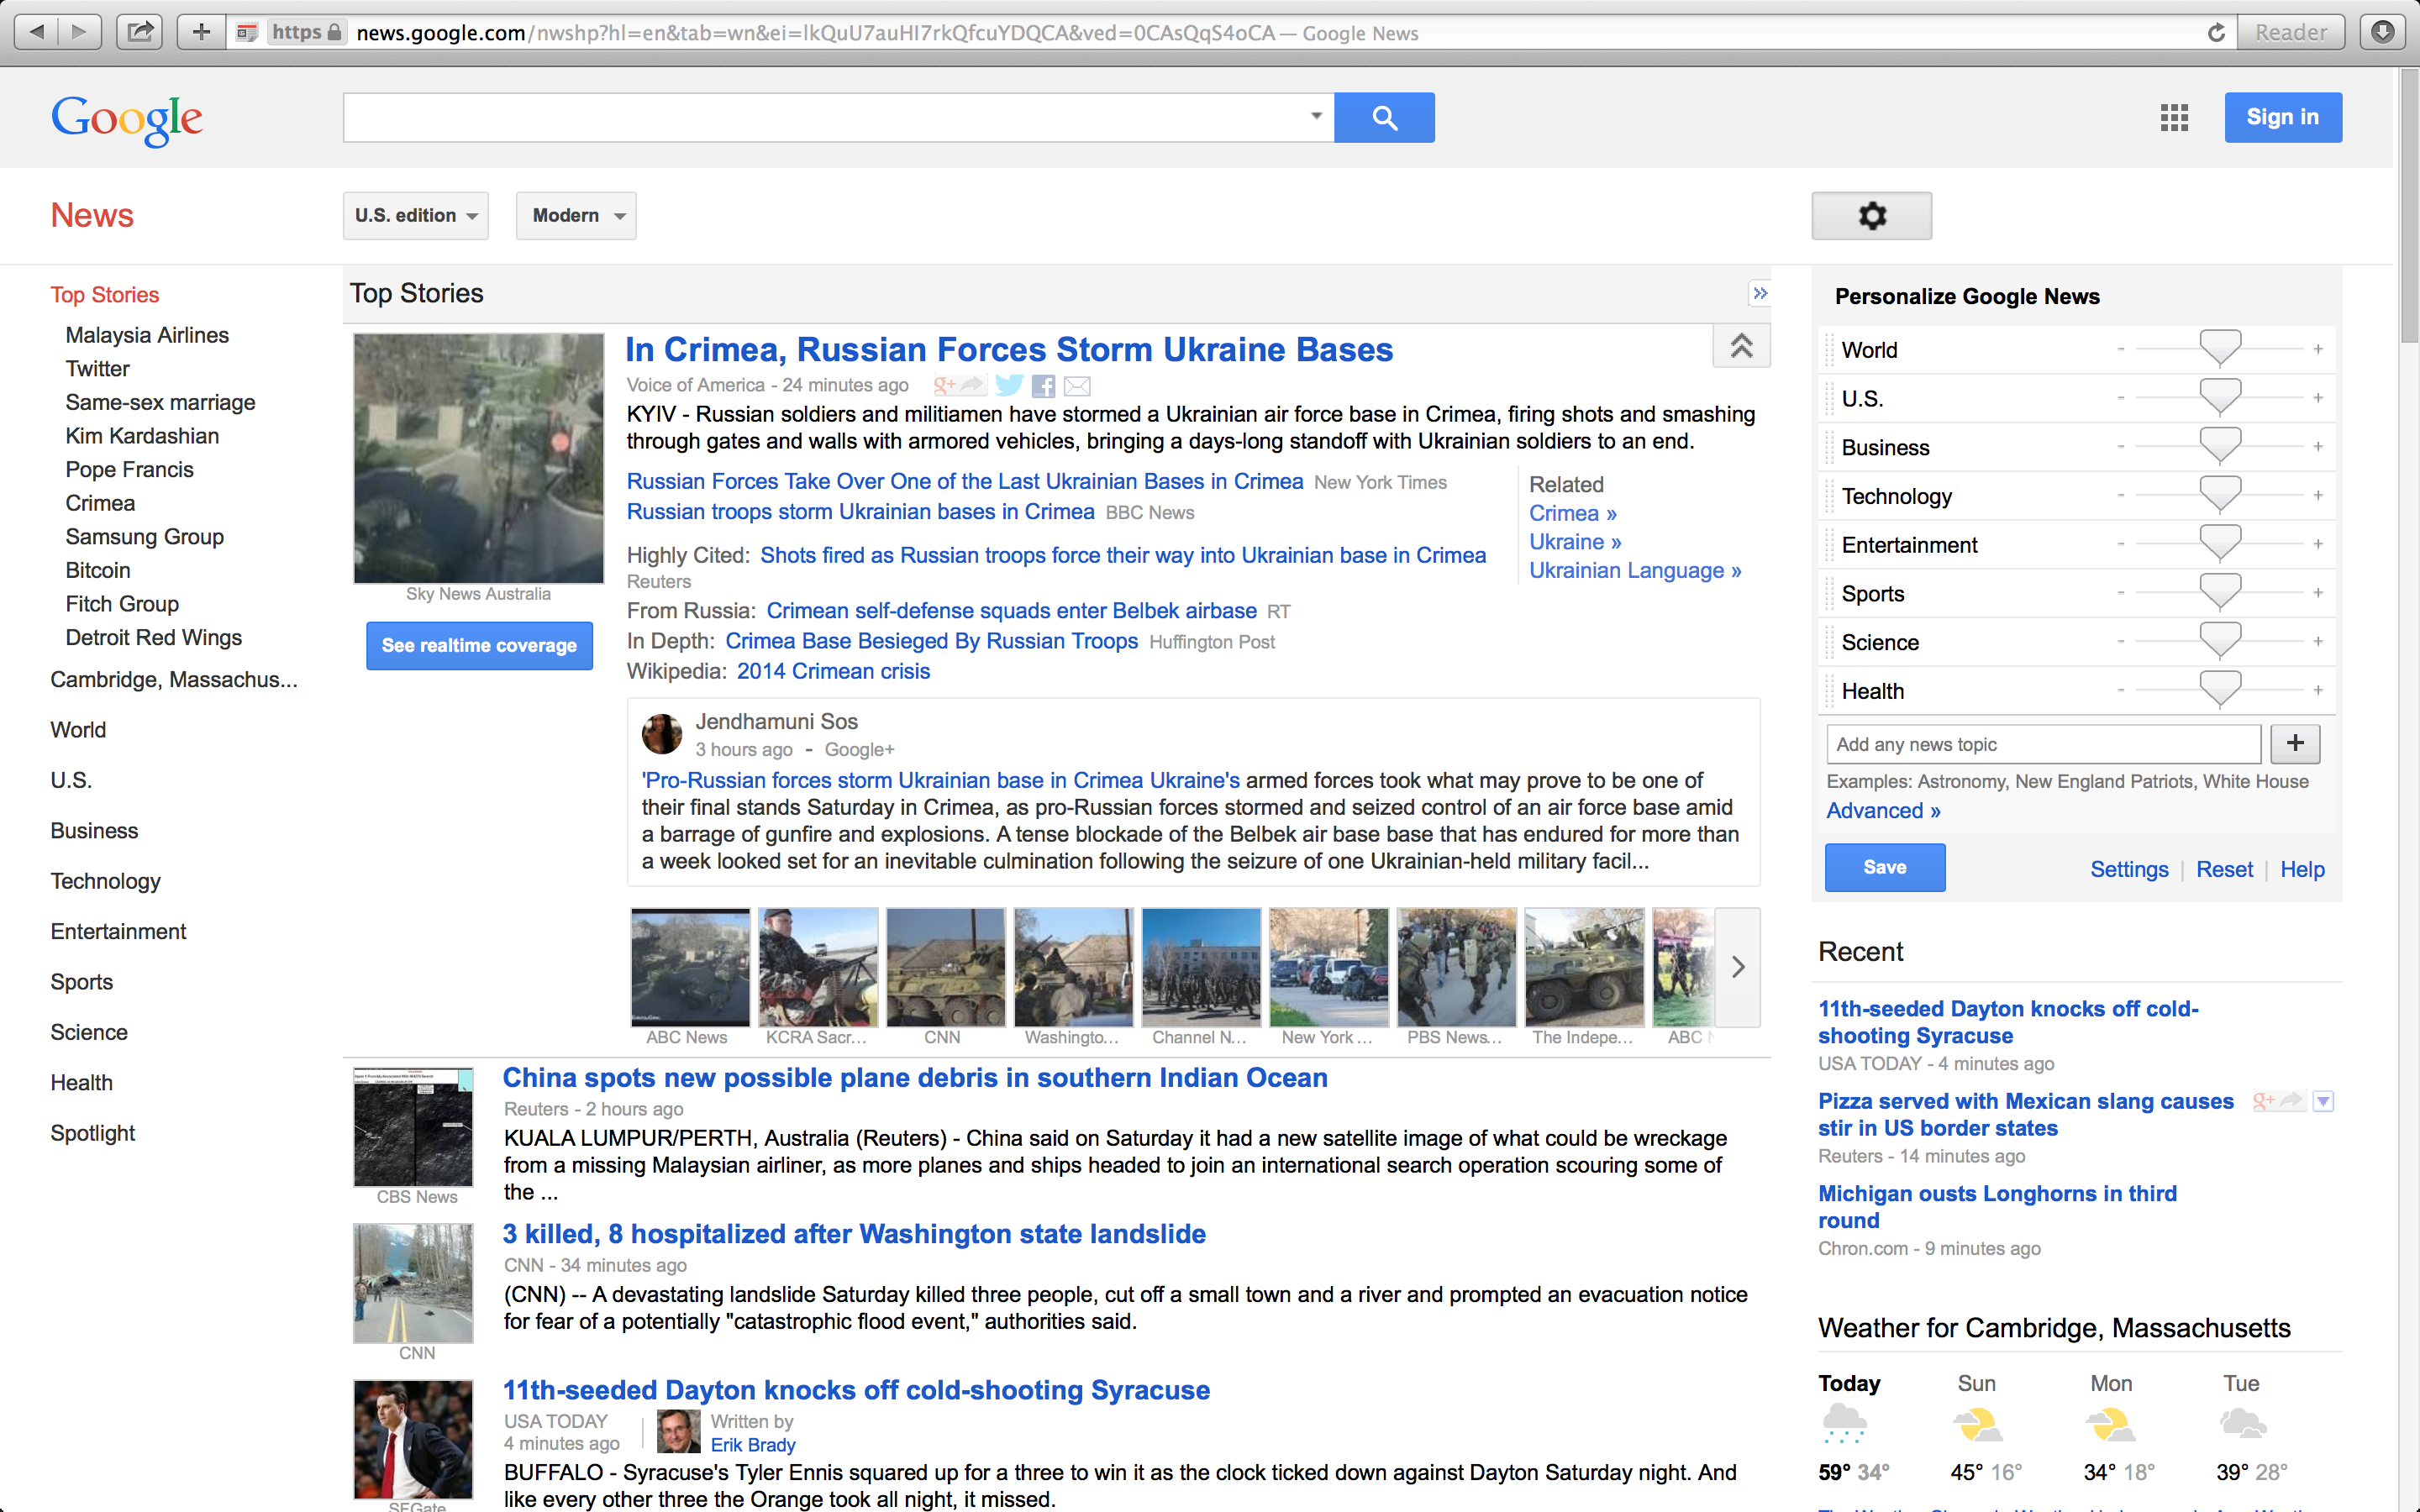 https news.google.com/nwshp?hl=en&tab=wn&ei=lkQuU7auHI7rkQfcuYDQCA&ved=0CAsQqS4oCA — Google News
Reader
Google
Sign in
News
U.S. edition
Modern
Top Stories
Malaysia Airlines
Twitter
Same-sex marriage
Kim Kardashian
Pope Francis
Crimea
Samsung Group
Bitcoin
Fitch Group
Detroit Red Wings
Cambridge, Massachus...
World
U.S.
Business
Technology
Entertainment
Sports
Science
Health
Spotlight
Top Stories
In Crimea, Russian Forces Storm Ukraine Bases
Voice of America - 24 minutes ago
g+
KYIV - Russian soldiers and militiamen have stormed a Ukrainian air force base in Crimea, firing shots and smashing
through gates and walls with armored vehicles, bringing a days-long standoff with Ukrainian soldiers to an end.
Sky News Australia
See realtime coverage
Russian Forces Take Over One of the Last Ukrainian Bases in Crimea New York Times
Russian troops storm Ukrainian bases in Crimea BBC News
Highly Cited: Shots fired as Russian troops force their way into Ukrainian base in Crimea
Reuters
From Russia: Crimean self-defense squads enter Belbek airbase RT
In Depth: Crimea Base Besieged By Russian Troops Huffington Post
Wikipedia: 2014 Crimean crisis
Related
Crimea »
Ukraine »
Ukrainian Language »
Jendhamuni Sos
3 hours ago - Google+
'Pro-Russian forces storm Ukrainian base in Crimea Ukraine's armed forces took what may prove to be one of
their final stands Saturday in Crimea, as pro-Russian forces stormed and seized control of an air force base amid
a barrage of gunfire and explosions. A tense blockade of the Belbek air base base that has endured for more than
a week looked set for an inevitable culmination following the seizure of one Ukrainian-held military facil...
ABC News KCRA Sacr... CNN Washingto... Channel N... New York ... PBS News... The Indepe... ABC
China spots new possible plane debris in southern Indian Ocean
Reuters - 2 hours ago
KUALA LUMPUR/PERTH, Australia (Reuters) - China said on Saturday it had a new satellite image of what could be wreckage
from a missing Malaysian airliner, as more planes and ships headed to join an international search operation scouring some of
the ...
CBS News
3 killed, 8 hospitalized after Washington state landslide
CNN - 34 minutes ago
(CNN) -- A devastating landslide Saturday killed three people, cut off a small town and a river and prompted an evacuation notice
for fear of a potentially "catastrophic flood event," authorities said.
CNN
11th-seeded Dayton knocks off cold-shooting Syracuse
USA TODAY
4 minutes ago
Written by
Erik Brady
BUFFALO - Syracuse's Tyler Ennis squared up for a three to win it as the clock ticked down against Dayton Saturday night. And
like every other three the Orange took all night, it missed.
SFGate
Personalize Google News
World - +
U.S. - +
Business - +
Technology - +
Entertainment - +
Sports - +
Science - +
Health - +
Add any news topic +
Examples: Astronomy, New England Patriots, White House
Advanced »
Save
Settings | Reset | Help
Recent
11th-seeded Dayton knocks off cold-
shooting Syracuse
USA TODAY - 4 minutes ago
Pizza served with Mexican slang causes
stir in US border states
g+
Reuters - 14 minutes ago
Michigan ousts Longhorns in third
round
Chron.com - 9 minutes ago
Weather for Cambridge, Massachusetts
Today Sun Mon Tue
59° 34° 45° 16° 34° 18° 39° 28°